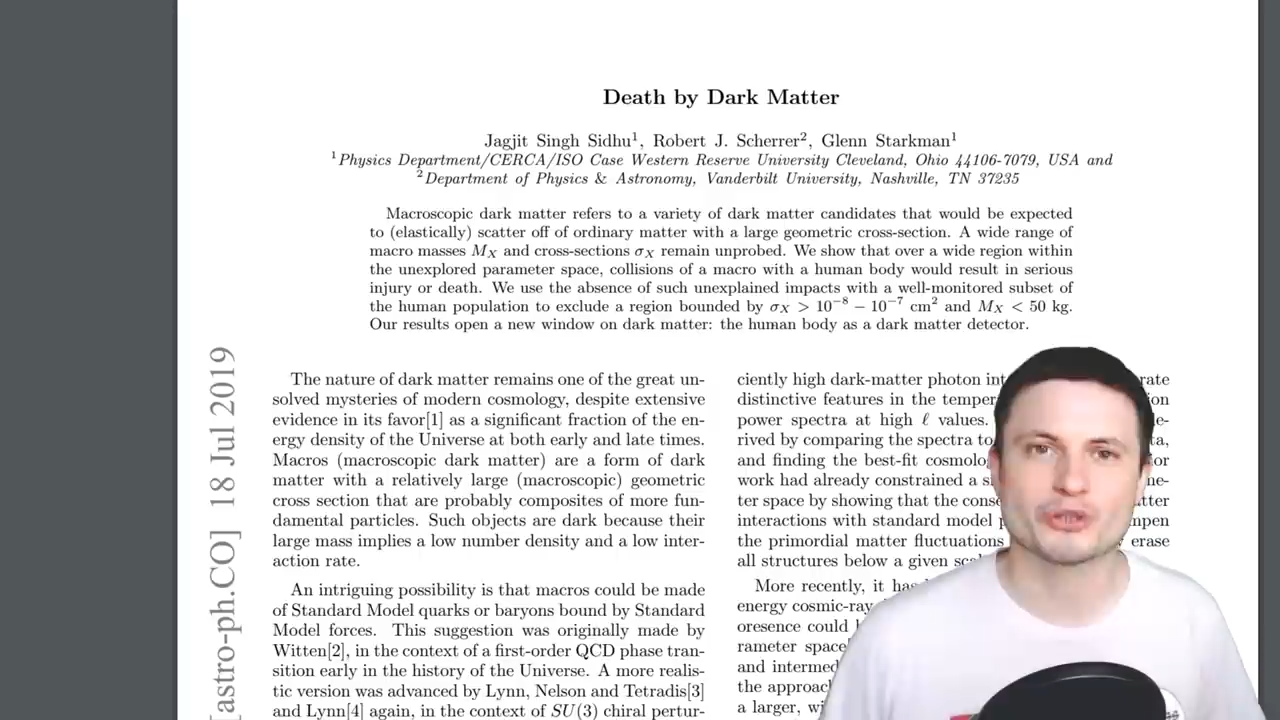 Death by Dark Matter
Jagjit Singh Sidhu¹, Robert J. Scherrer², Glenn Starkman¹
¹Physics Department/CERCA/ISO Case Western Reserve University Cleveland, Ohio 44106-7079, USA and
²Department of Physics & Astronomy, Vanderbilt University, Nashville, TN 37235
Macroscopic dark matter refers to a variety of dark matter candidates that would be expected
to (elastically) scatter off of ordinary matter with a large geometric cross-section. A wide range of
macro masses M_X and cross-sections σ_X remain unprobed. We show that over a wide region within
the unexplored parameter space, collisions of a macro with a human body would result in serious
injury or death. We use the absence of such unexplained impacts with a well-monitored subset of
the human population to exclude a region bounded by σ_X > 10⁻⁸ − 10⁻⁷ cm² and M_X < 50 kg.
Our results open a new window on dark matter: the human body as a dark matter detector.
[astro-ph.CO] 18 Jul 2019
The nature of dark matter remains one of the great un-
solved mysteries of modern cosmology, despite extensive
evidence in its favor[1] as a significant fraction of the en-
ergy density of the Universe at both early and late times.
Macros (macroscopic dark matter) are a form of dark
matter with a relatively large (macroscopic) geometric
cross section that are probably composites of more fun-
damental particles. Such objects are dark because their
large mass implies a low number density and a low inter-
action rate.
An intriguing possibility is that macros could be made
of Standard Model quarks or baryons bound by Standard
Model forces. This suggestion was originally made by
Witten[2], in the context of a first-order QCD phase tran-
sition early in the history of the Universe. A more realis-
tic version was advanced by Lynn, Nelson and Tetradis[3]
and Lynn[4] again, in the context of SU(3) chiral pertur-
ciently high dark-matter photon rate
distinctive features in the
power spectra at high ℓ values.
rived by comparing the spectra to
and finding the best-fit
work had already constrained a
ter space by showing that the
interactions with standard model
the primordial matter fluctuations erase
all structures below a given
More recently, it
energy cosmic-ray
could
rameter space
and
the
a larger,